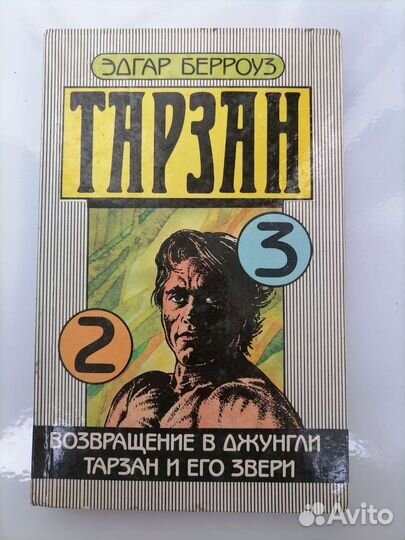 ЭДГАР БЕРРОУЗ
ТАРЗАН
3
2
ВОЗВРАЩЕНИЕ В ДЖУНГЛИ
ТАРЗАН И ЕГО ЗВЕРИ
Avito